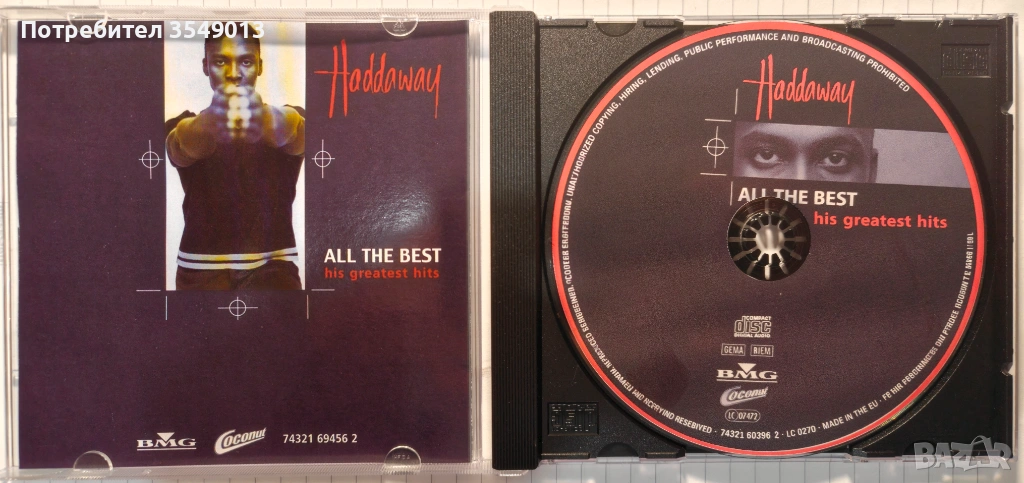 Потребител 3549013
Haddaway
ALL THE BEST
his greatest hits
BMG
Coconut
74321 69456 2
UNAUTHORIZED COPYING, HIRING, LENDING, PUBLIC PERFORMANCE AND BROADCASTING PROHIBITED
Haddaway
ALL THE BEST
his greatest hits
COMPACT
disc
DIGITAL AUDIO
GEMA
BIEM
BMG
Coconut
LC 07472
74321 60396 2 · LC 0270 · MADE IN THE EU
BAZAR